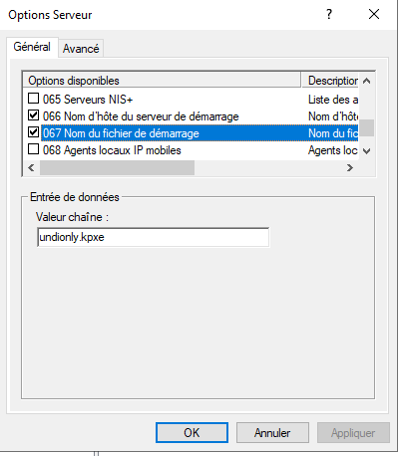 Options Serveur
?
Général Avancé
Options disponibles Description
065 Serveurs NIS+ Liste des a
066 Nom d'hôte du serveur de démarrage Nom d'hôte
067 Nom du fichier de démarrage Nom du fic
068 Agents locaux IP mobiles Agents loc
Entrée de données
Valeur chaîne :
undionly.kpxe
OK Annuler Appliquer